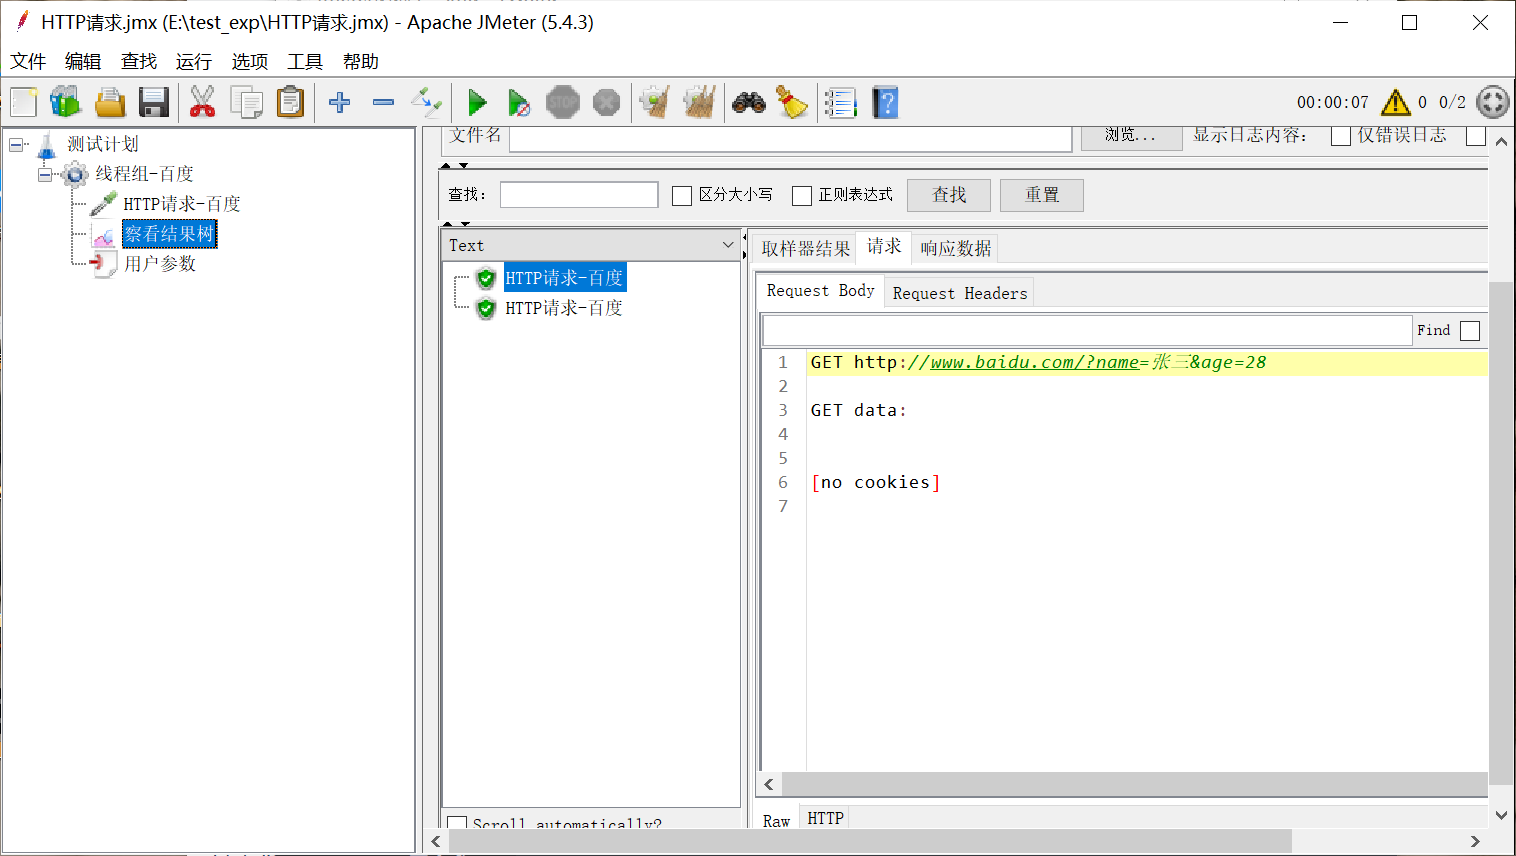 HTTP请求.jmx (E:\test_exp\HTTP请求.jmx) - Apache JMeter (5.4.3)
文件 编辑 查找 运行 选项 工具 帮助
STOP 00:00:07 0 0/2
测试计划
线程组-百度
HTTP请求-百度
察看结果树
用户参数
文件名 浏览... 显示日志内容: 仅错误日志
查找: 区分大小写 正则表达式 查找 重置
Text
HTTP请求-百度
HTTP请求-百度
Scroll automatically?
取样器结果 请求 响应数据
Request Body Request Headers
Find
1 GET http://www.baidu.com/?name=张三&age=28
2
3 GET data:
4
5
6 [no cookies]
7
Raw HTTP